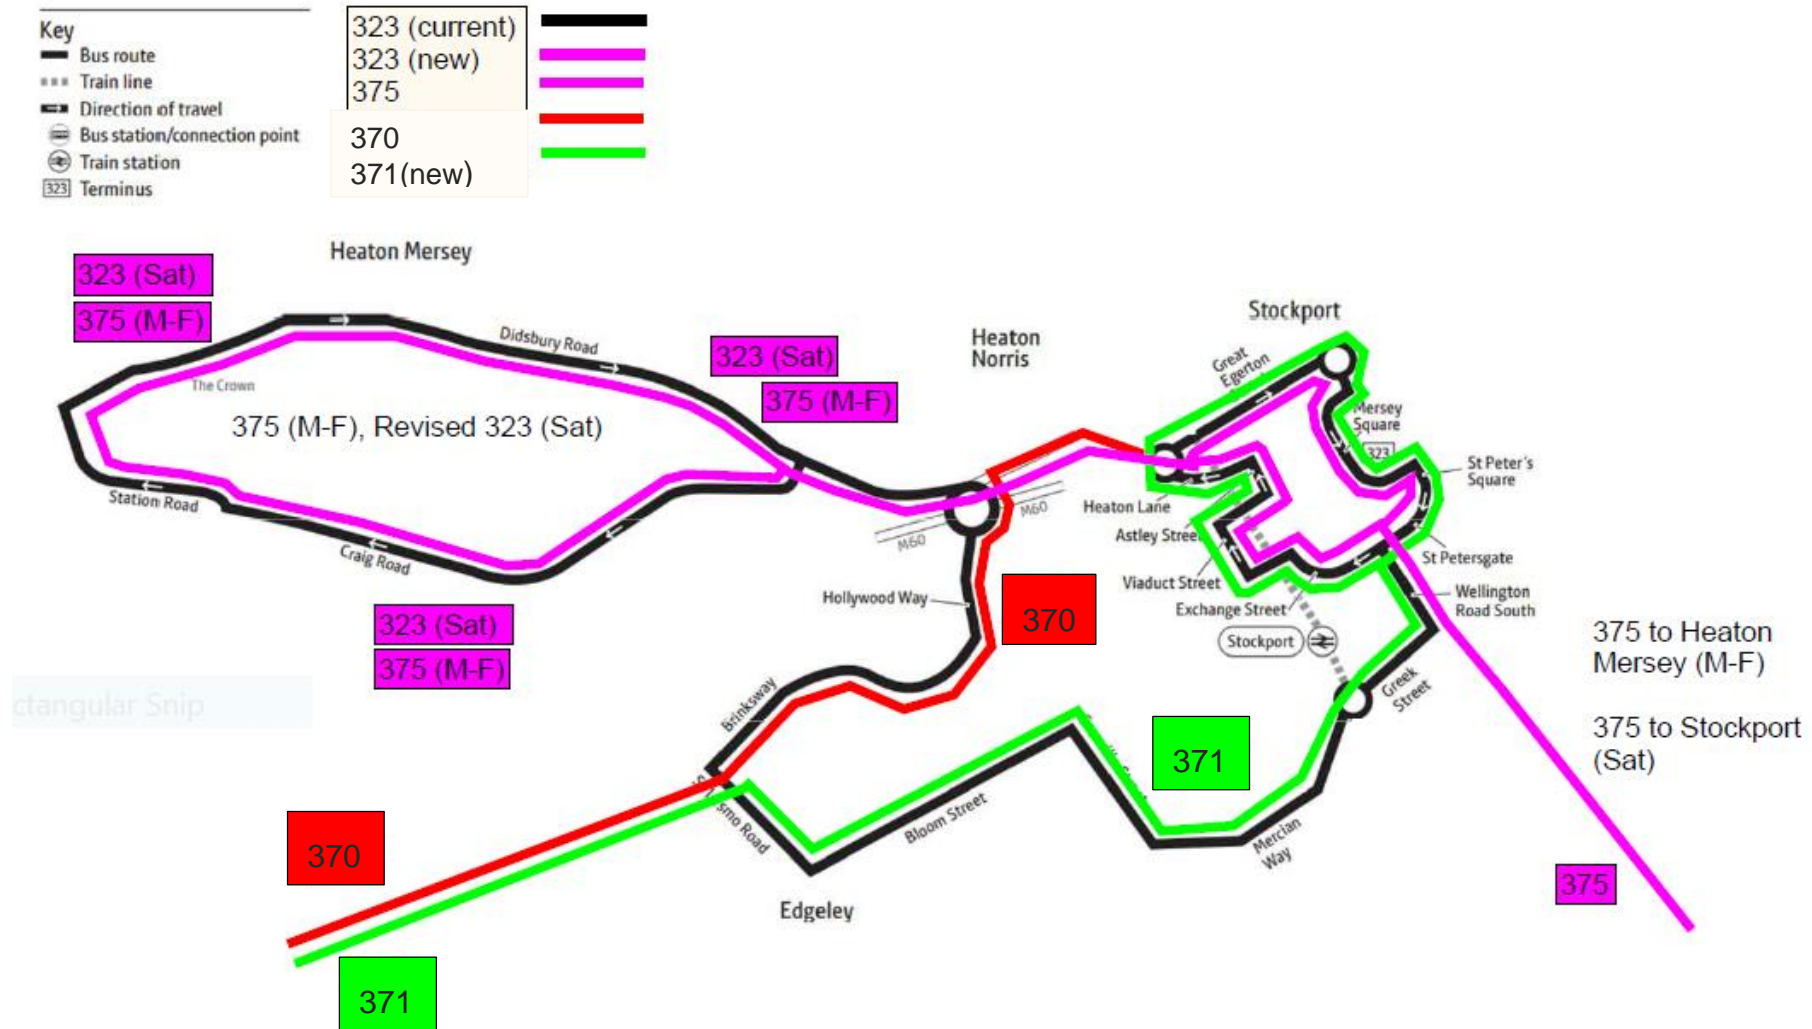 Key
Bus route
Train line
Direction of travel
Bus station/connection point
Train station
323 Terminus
323 (current)
323 (new)
375
370
371(new)
Heaton Mersey
323 (Sat)
375 (M-F)
Didsbury Road
The Crown
375 (M-F), Revised 323 (Sat)
323 (Sat)
375 (M-F)
Heaton
Norris
Stockport
Great
Egerton
Mersey
Square
323
St Peter's
Square
Station Road
Craig Road
M60
M60
Heaton Lane
Astley Street
St Petersgate
Viaduct Street
Exchange Street
Wellington
Road South
Hollywood Way
370
Stockport
323 (Sat)
375 (M-F)
375 to Heaton
Mersey (M-F)
375 to Stockport
(Sat)
ctangular Snip
Brinksway
Greek
Street
371
Road
Bloom Street
Mercian
Way
370
375
Edgeley
371